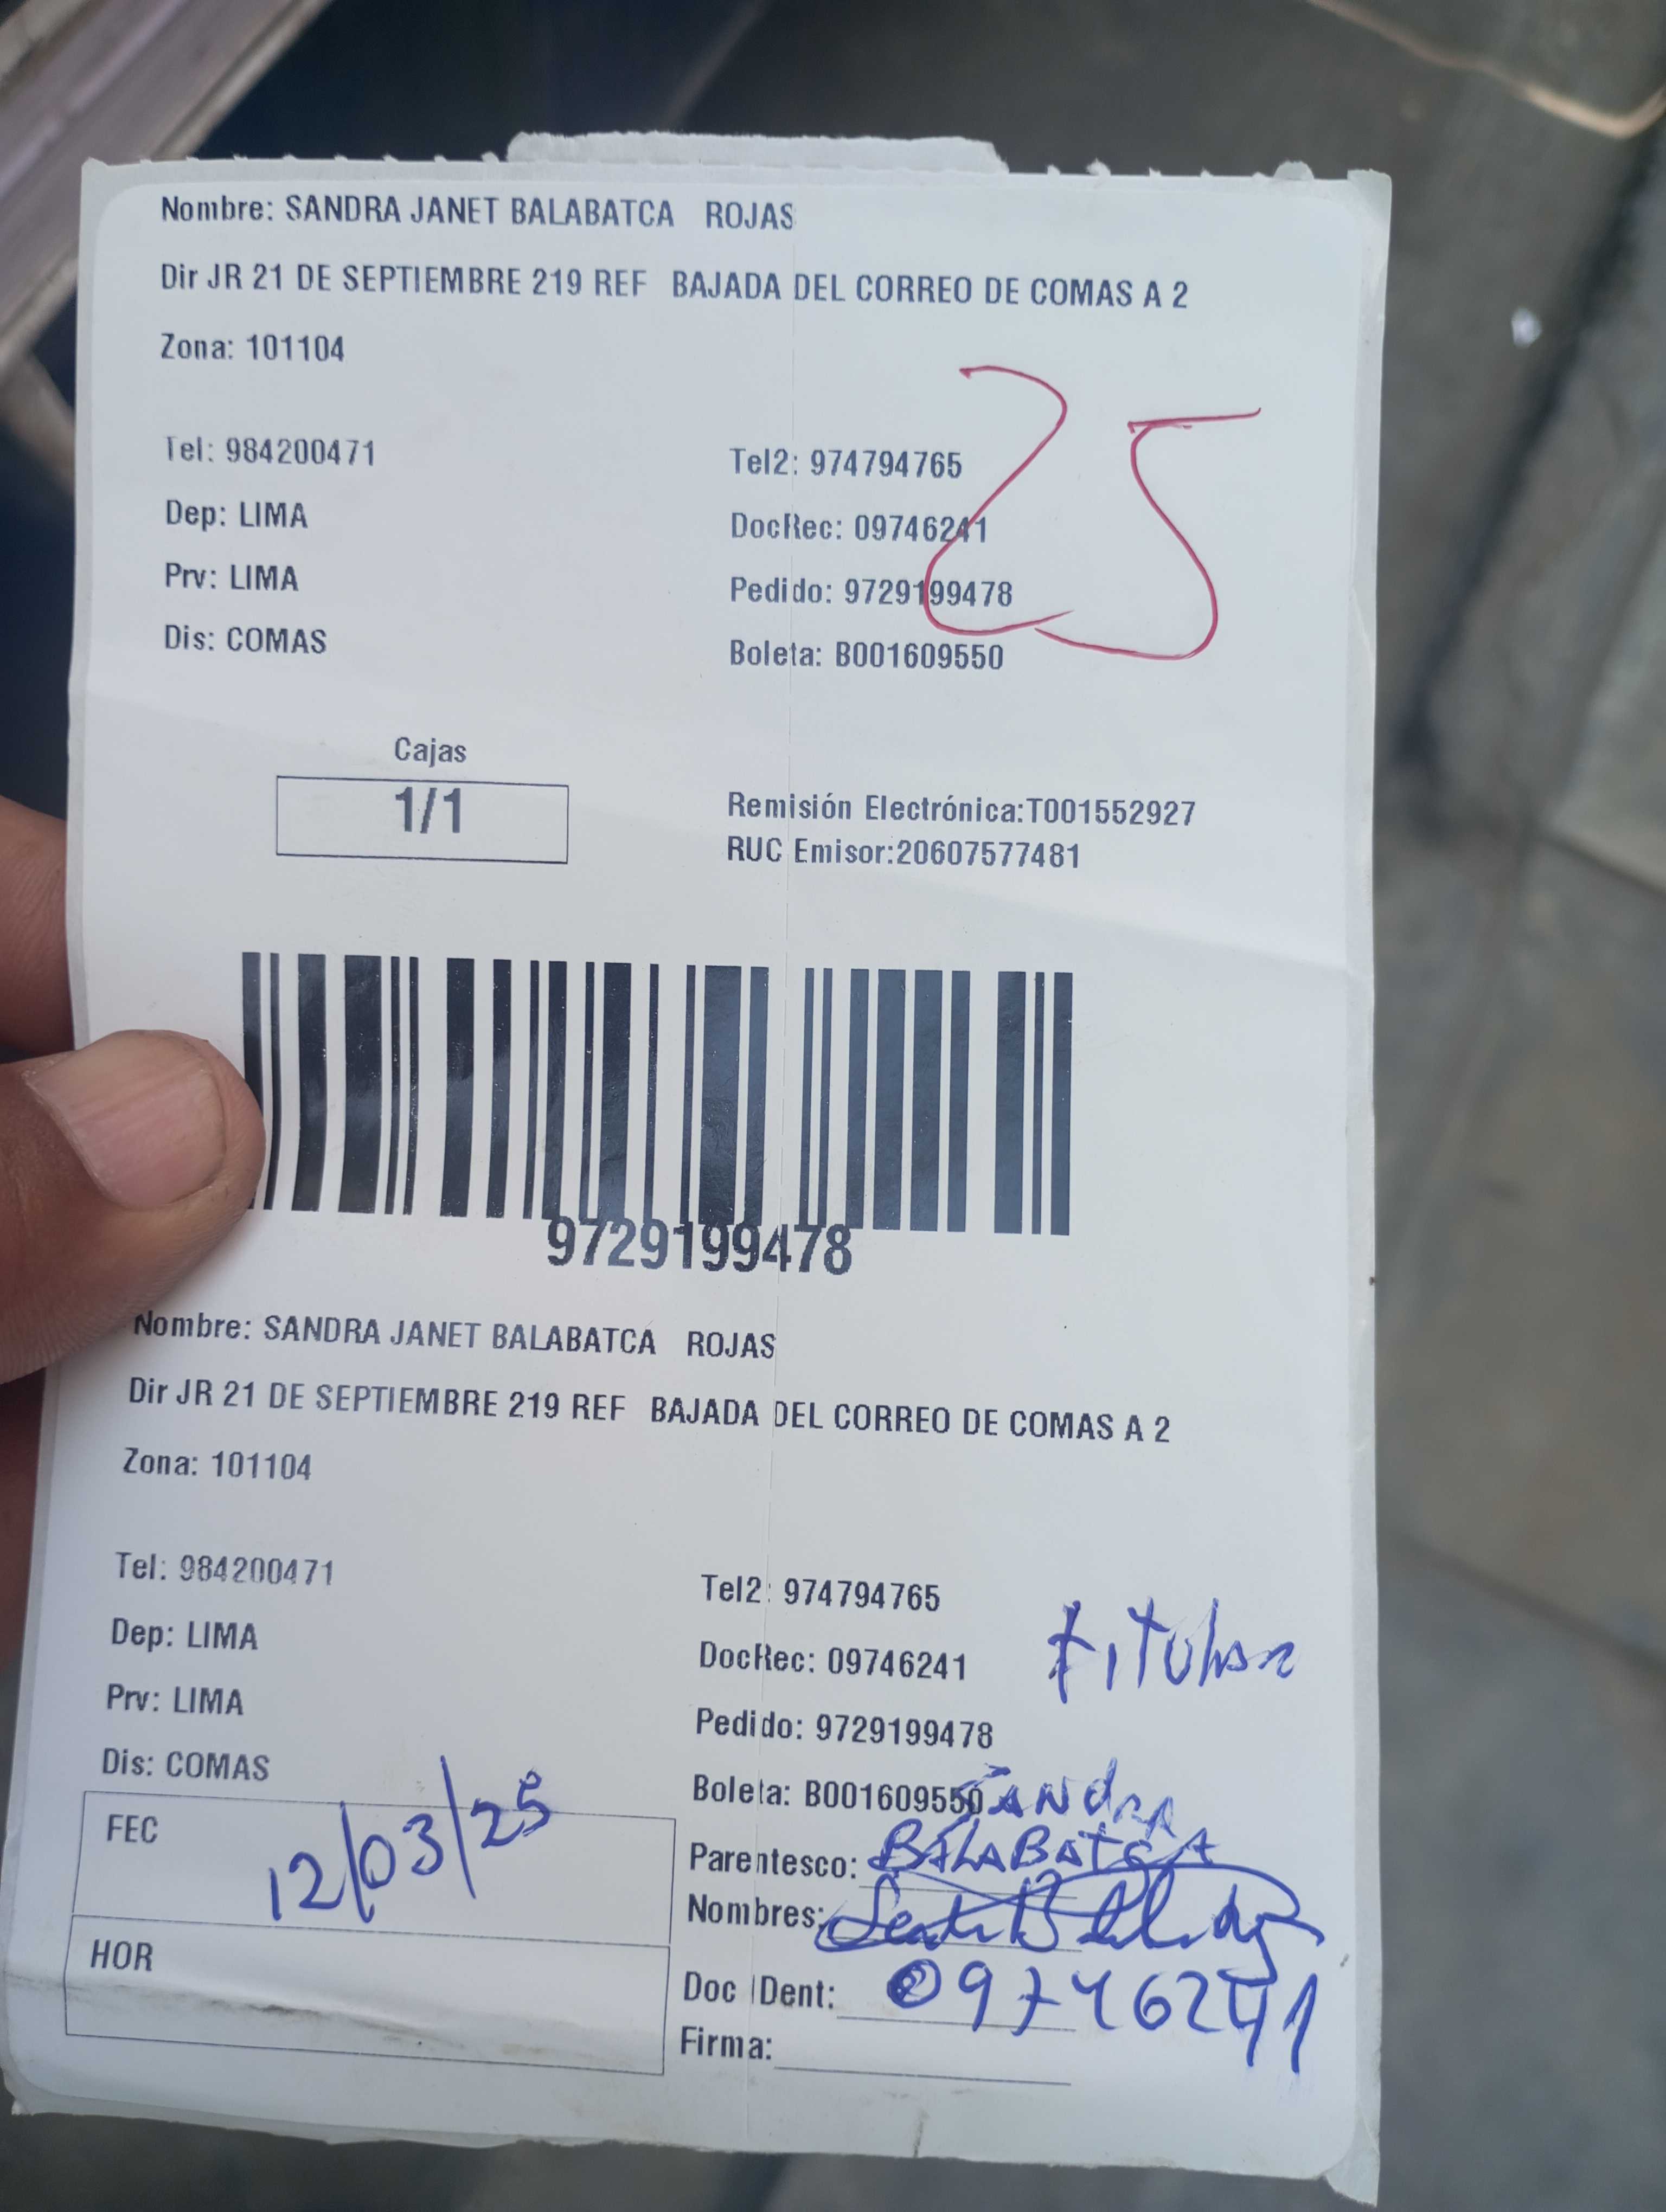 Nombre: SANDRA JANET BALABATCA ROJAS
Dir JR 21 DE SEPTIEMBRE 219 REF BAJADA DEL CORREO DE COMAS A 2
Zona: 101104
25
Tel: 984200471 Tel2: 974794765
Dep: LIMA DocRec: 09746241
Prv: LIMA Pedido: 9729199478
Dis: COMAS Boleta: B001609550
Cajas
1/1
Remisión Electrónica:T001552927
RUC Emisor:20607577481
9729199478
Nombre: SANDRA JANET BALABATCA ROJAS
Dir JR 21 DE SEPTIEMBRE 219 REF BAJADA DEL CORREO DE COMAS A 2
Zona: 101104
Tel: 984200471 Tel2: 974794765
Dep: LIMA DocRec: 09746241 titular
Prv: LIMA Pedido: 9729199478
Dis: COMAS Boleta: B001609550 SANdRA
FEC 12/03/25 Parentesco: BALABATCA
Nombres:
HOR Doc IDent: 09746241
Firma: